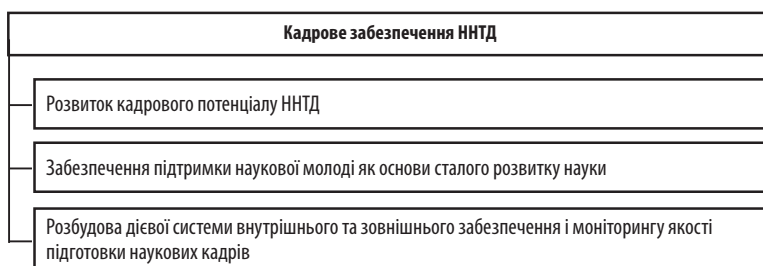 Кадрове забезпечення ННТД
Розвиток кадрового потенціалу ННТД
Забезпечення підтримки наукової молоді як основи сталого розвитку науки
Розбудова дієвої системи внутрішнього та зовнішнього забезпечення і моніторингу якості
підготовки наукових кадрів